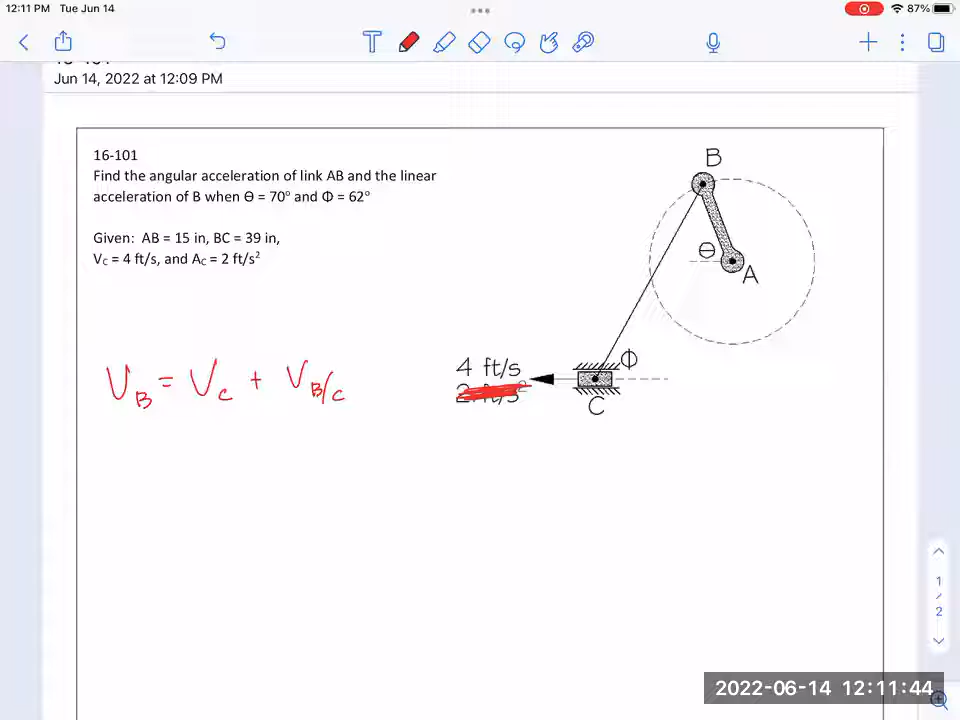 12:11 PM Tue Jun 14
87%
Jun 14, 2022 at 12:09 PM
16-101
Find the angular acceleration of link AB and the linear
acceleration of B when Ө = 70° and Φ = 62°
Given: AB = 15 in, BC = 39 in,
Vc = 4 ft/s, and Ac = 2 ft/s²
B
Ө
A
V_B = V_C + V_B/C
4 ft/s
Φ
C
1
/
2
2022-06-14 12:11:44